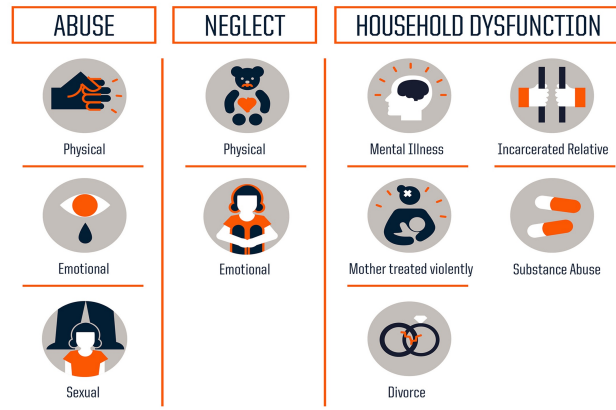 ABUSE
NEGLECT
HOUSEHOLD DYSFUNCTION
Physical
Emotional
Sexual
Physical
Emotional
Mental Illness
Incarcerated Relative
Mother treated violently
Substance Abuse
Divorce